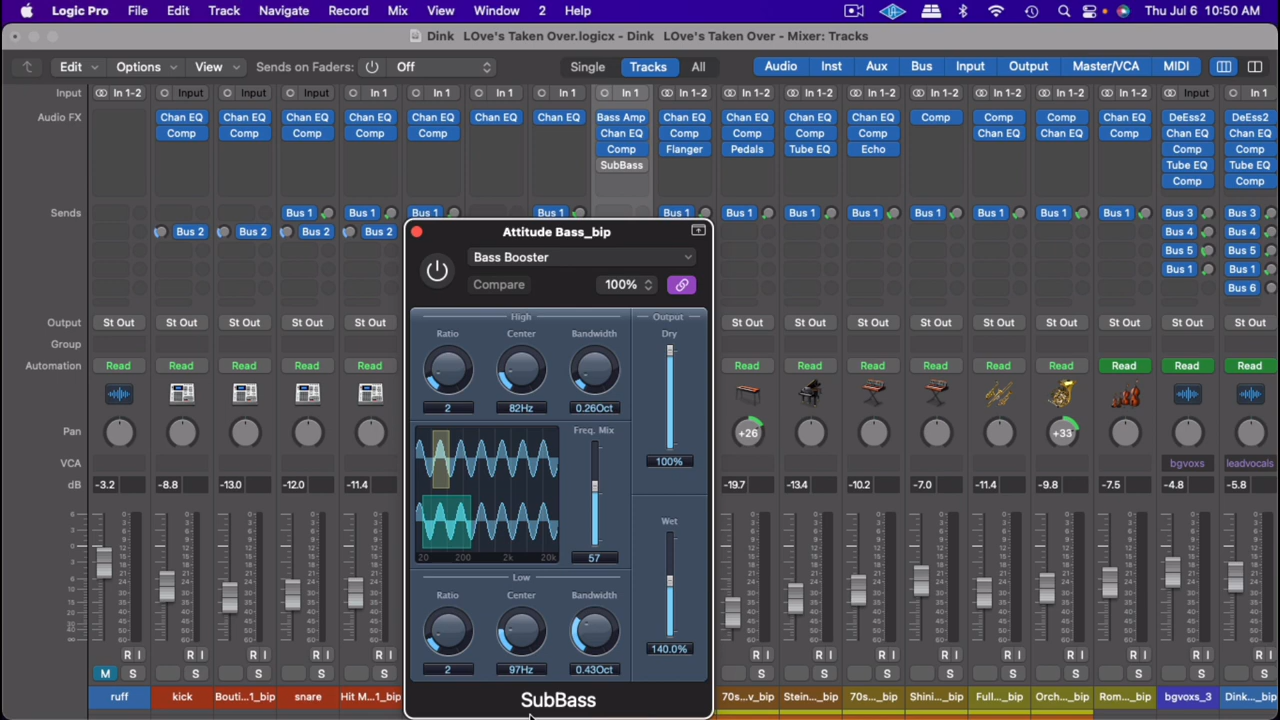 Logic Pro File Edit Track Navigate Record Mix View Window 2 Help Thu Jul 6 10:50 AM
Dink LOve's Taken Over.logicx - Dink LOve's Taken Over - Mixer: Tracks
Edit Options View Sends on Faders: Off Single Tracks All Audio Inst Aux Bus Input Output Master/VCA MIDI
Input In 1-2 Input Input Input In 1 In 1 In 1 In 1 In 1 In 1-2 In 1-2 In 1-2 In 1-2 In 1-2 In 1-2 In 1-2 In 1-2 Input In 1
Audio FX Chan EQ Chan EQ Chan EQ Chan EQ Chan EQ Chan EQ Chan EQ Bass Amp Chan EQ Chan EQ Chan EQ Chan EQ Comp Comp Comp Chan EQ DeEss2 DeEss2
Comp Comp Comp Comp Comp Chan EQ Comp Comp Comp Comp Chan EQ Chan EQ Comp Chan EQ Chan EQ
Comp Flanger Pedals Tube EQ Echo Comp Comp
SubBass Tube EQ Tube EQ
Comp Comp
Sends Bus 1 Bus 1 Bus 1 Bus 1 Bus 1 Bus 1 Bus 1 Bus 1 Bus 1 Bus 1 Bus 1 Bus 3 Bus 3
Bus 2 Bus 2 Bus 2 Bus 2 Bus 4 Bus 4
Bus 5 Bus 5
Bus 1 Bus 1
Bus 6
Attitude Bass_bip
Bass Booster
Compare 100%
High Output
Ratio Center Bandwidth Dry
2 82Hz 0.26Oct
Freq. Mix
100%
Wet
20 200 2k 20k
57
Low
Ratio Center Bandwidth
140.0%
2 97Hz 0.43Oct
SubBass
Output St Out St Out St Out St Out St Out St Out St Out St Out St Out St Out St Out St Out St Out St Out
Group
Automation Read Read Read Read Read Read Read Read Read Read Read Read Read Read
Pan +26 +33
VCA bgvoxs leadvocals
dB -3.2 -8.8 -13.0 -12.0 -11.4 -19.7 -13.4 -10.2 -7.0 -11.4 -9.8 -7.5 -4.8 -5.8
R I R I R I R I R I R I R I R I R I R I R I R I R I R I
M S S S S S S S S S S S S S S
ruff kick Bouti...1_bip snare Hit M...1_bip 70s...v_bip Stein..._bip 70s..._bip Shini..._bip Full..._bip Orch..._bip Rom..._bip bgvoxs_3 Dink..._bip